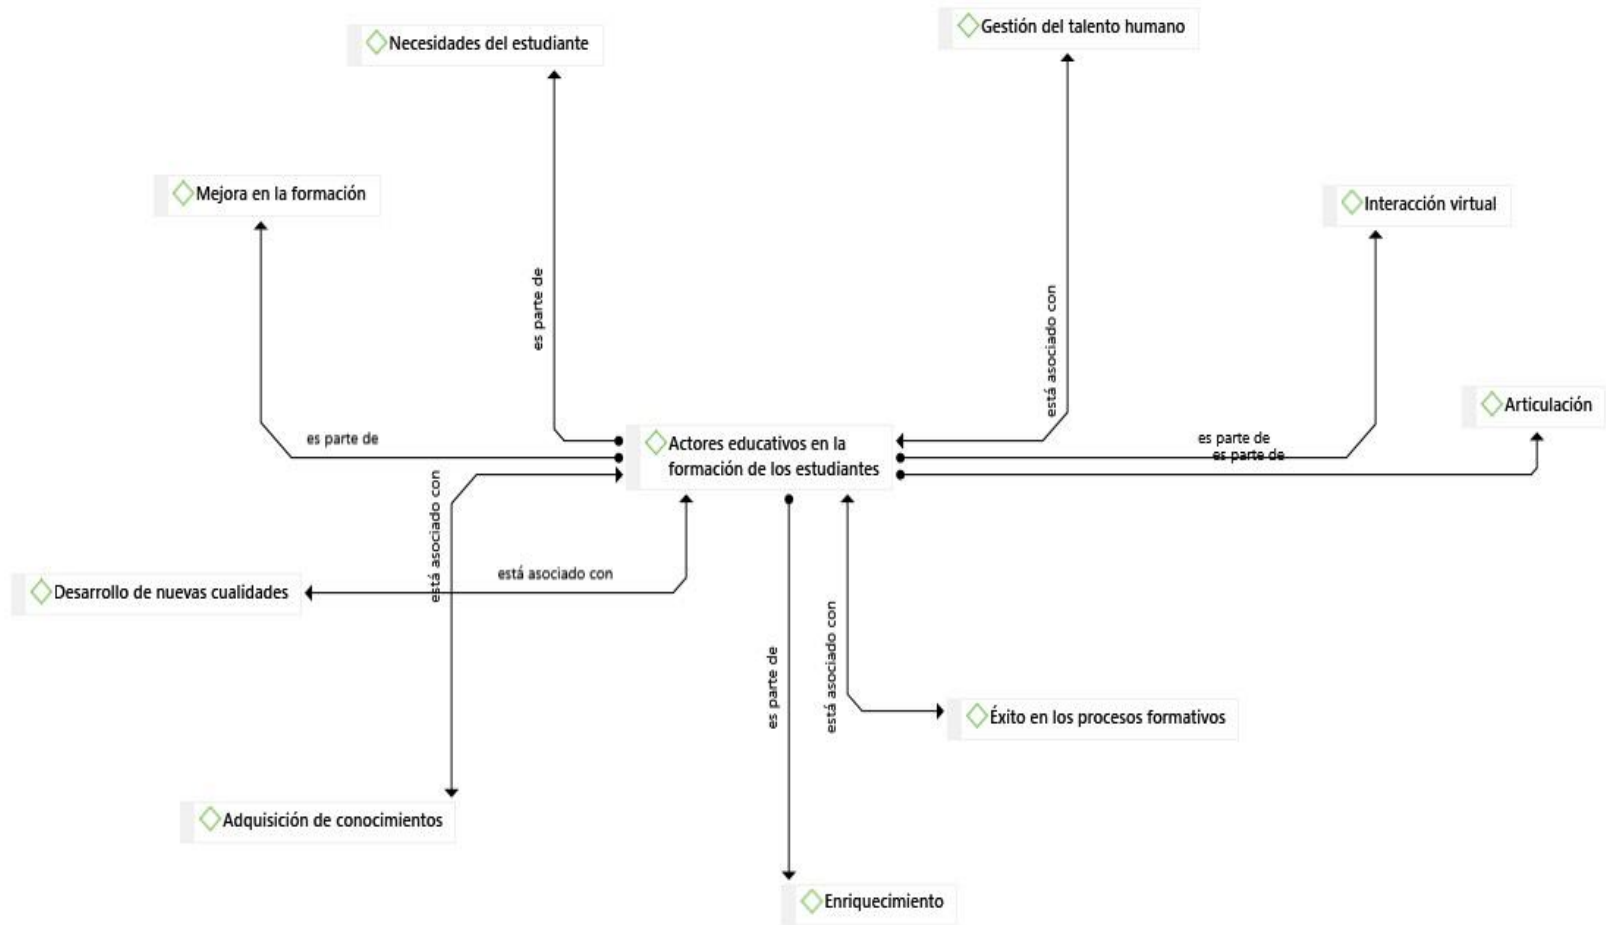 Gestión del talento humano
Necesidades del estudiante
Mejora en la formación
Interacción virtual
es parte de
está asociado con
Articulación
es parte de
es parte de
es parte de
Actores educativos en la
formación de los estudiantes
está asociado con
está asociado con
Desarrollo de nuevas cualidades
es parte de
está asociado con
Éxito en los procesos formativos
Adquisición de conocimientos
Enriquecimiento